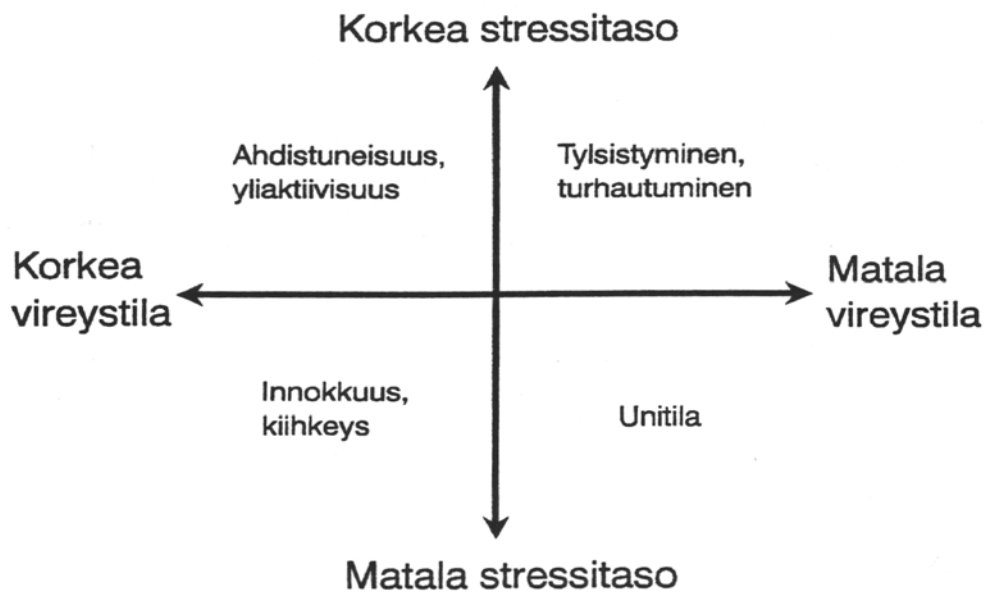 Korkea stressitaso
Ahdistuneisuus,
yliaktiivisuus
Tylsistyminen,
turhautuminen
Korkea
vireystila
Matala
vireystila
Innokkuus,
kiihkeys
Unitila
Matala stressitaso